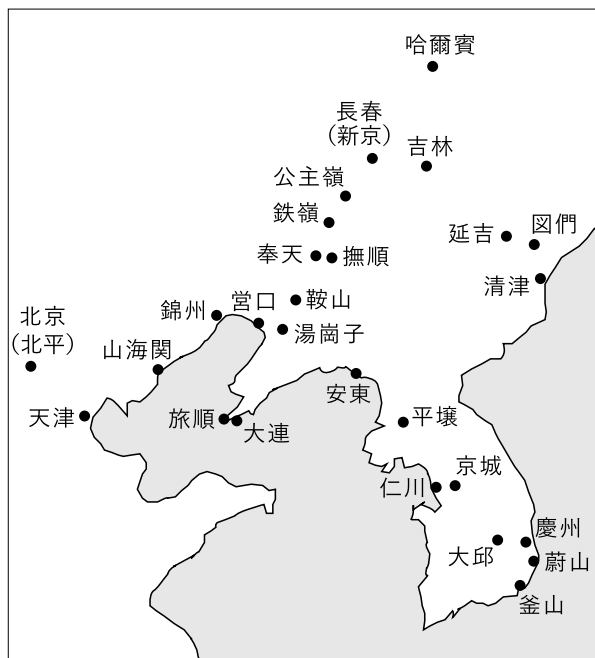 哈爾賓
長春
（新京）
吉林
公主嶺
鉄嶺
奉天
撫順
延吉
図們
清津
鞍山
営口
錦州
湯崗子
北京
（北平）
山海関
安東
天津
旅順
大連
平壌
京城
仁川
慶州
大邱
蔚山
釜山